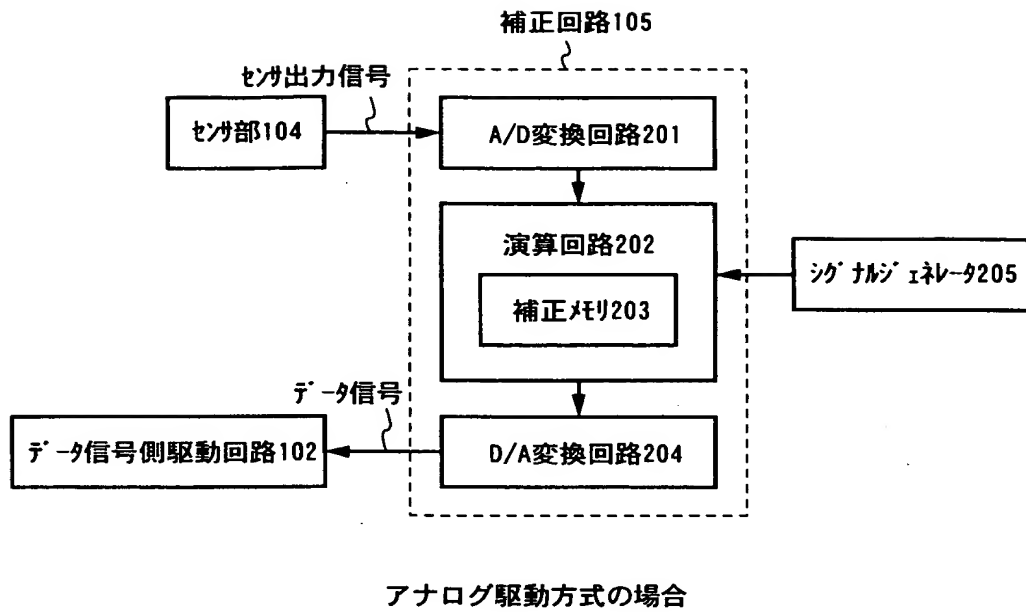 補正回路105
センサ出力信号
センサ部104
A/D変換回路201
演算回路202
補正メモリ203
シグナルジェネレータ205
データ信号
データ信号側駆動回路102
D/A変換回路204
アナログ駆動方式の場合